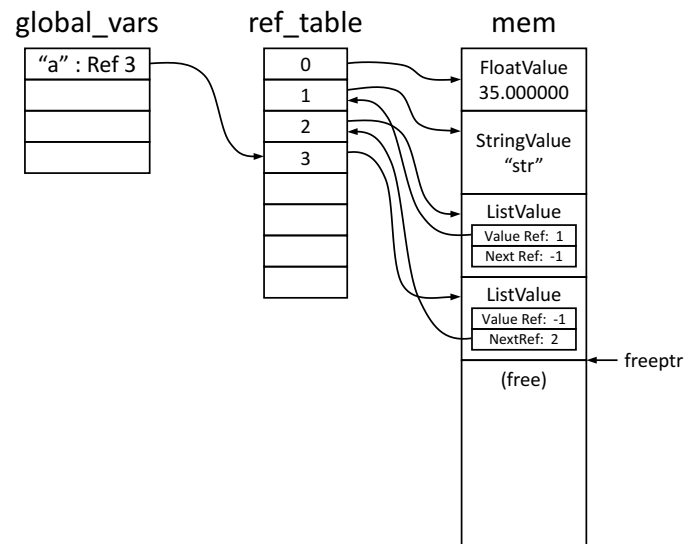 global_vars
ref_table
mem
"a" : Ref 3
0
1
2
3
FloatValue
35.000000
StringValue
"str"
ListValue
Value Ref: 1
Next Ref: -1
ListValue
Value Ref: -1
NextRef: 2
freeptr
(free)